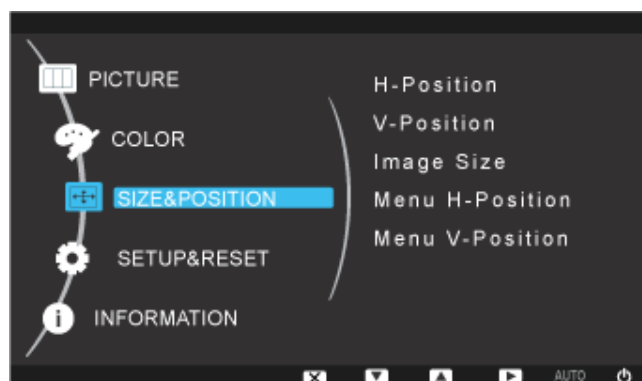 PICTURE
COLOR
SIZE&POSITION
SETUP&RESET
INFORMATION
H-Position
V-Position
Image Size
Menu H-Position
Menu V-Position
AUTO